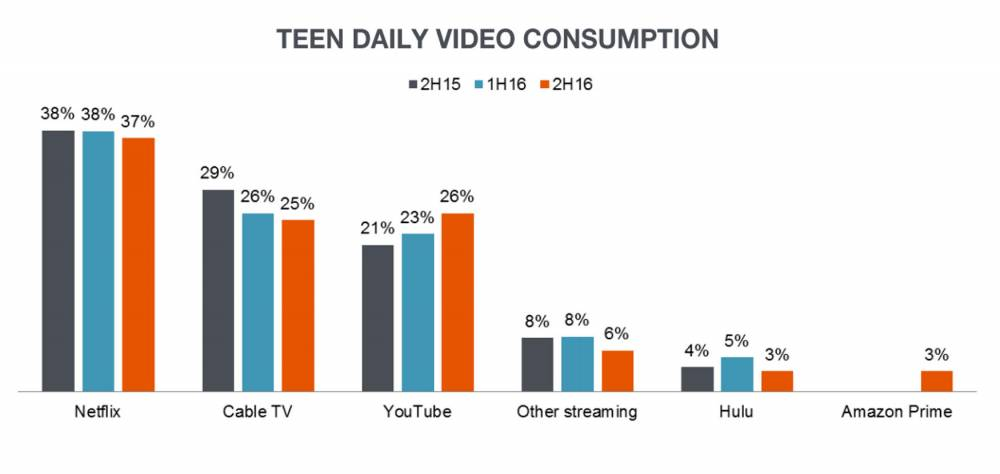 TEEN DAILY VIDEO CONSUMPTION
2H15 1H16 2H16
38% 38% 37%
29% 26% 25%
21% 23% 26%
8% 8% 6%
4% 5% 3%
3%
Netflix Cable TV YouTube Other streaming Hulu Amazon Prime